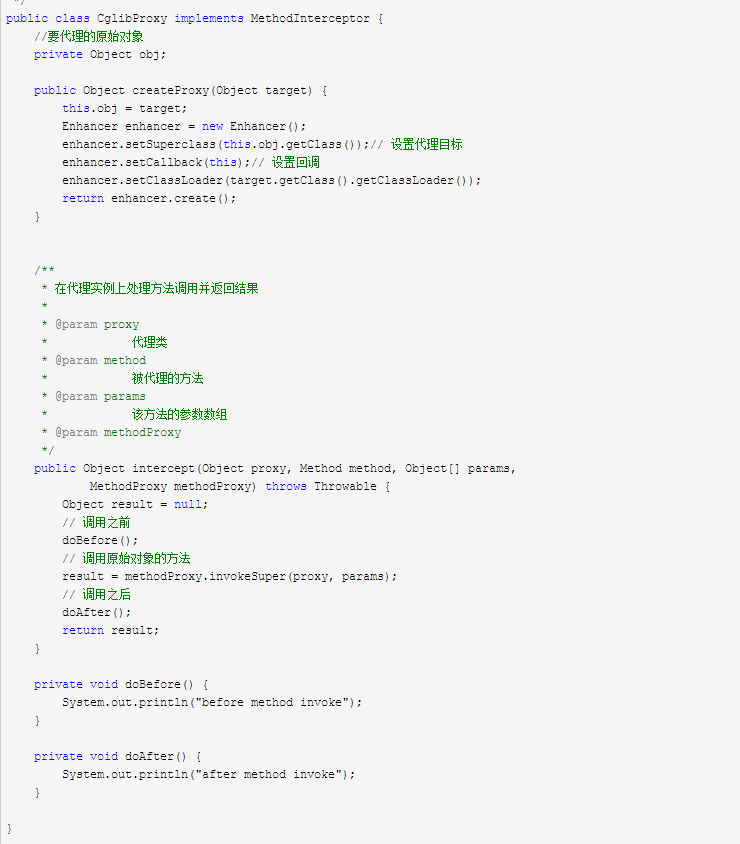 */
public class CglibProxy implements MethodInterceptor {
//要代理的原始对象
private Object obj;
public Object createProxy(Object target) {
this.obj = target;
Enhancer enhancer = new Enhancer();
enhancer.setSuperclass(this.obj.getClass());// 设置代理目标
enhancer.setCallback(this);// 设置回调
enhancer.setClassLoader(target.getClass().getClassLoader());
return enhancer.create();
}
/**
* 在代理实例上处理方法调用并返回结果
*
* @param proxy
* 代理类
* @param method
* 被代理的方法
* @param params
* 该方法的参数数组
* @param methodProxy
*/
public Object intercept(Object proxy, Method method, Object[] params,
MethodProxy methodProxy) throws Throwable {
Object result = null;
// 调用之前
doBefore();
// 调用原始对象的方法
result = methodProxy.invokeSuper(proxy, params);
// 调用之后
doAfter();
return result;
}
private void doBefore() {
System.out.println("before method invoke");
}
private void doAfter() {
System.out.println("after method invoke");
}
}